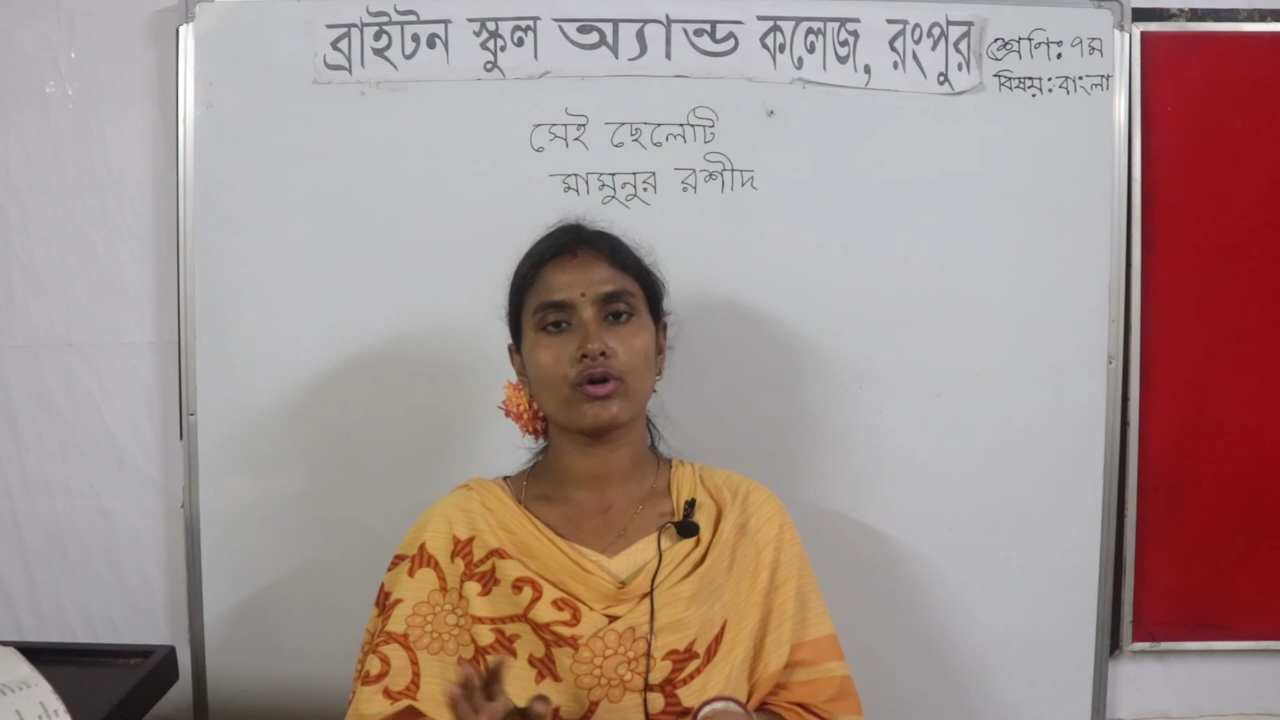 ব্রাইটন স্কুল অ্যান্ড কলেজ, রংপুর
শ্রেণি: ৭ম
বিষয়: বাংলা
সেই ছেলেটি
মামুনুর রশীদ